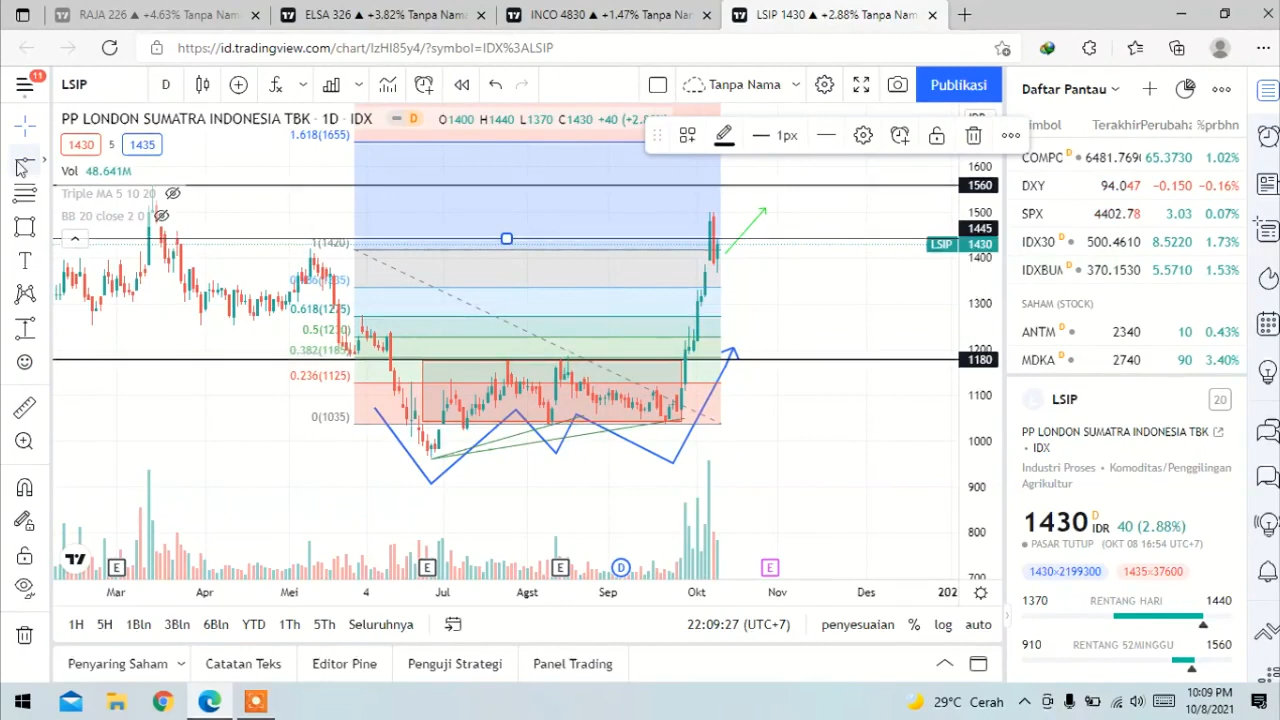 RAJA 226 ▲ +4.63% Tanpa Nama
ELSA 326 ▲ +3.82% Tanpa Nam
INCO 4830 ▲ +1.47% Tanpa Nar
LSIP 1430 ▲ +2.88% Tanpa Nam
https://id.tradingview.com/chart/IzHI85y4/?symbol=IDX%3ALSIP
11
LSIP
D
Tanpa Nama
Publikasi
PP LONDON SUMATRA INDONESIA TBK · 1D · IDX
D
O1400 H1440 L1370 C1430 +40 (+2.
1px
1430
5
1435
Vol 48.641M
Triple MA 5 10 20
BB 20 close 2 0
1.618(1655)
1(1420)
0.618(1275)
0.5(1230)
0.236(1125)
0(1035)
1600
1560
1500
1445
LSIP 1430
1400
1300
1200
1180
1100
1000
900
800
700
E
E
E
D
E
Mar
Apr
Mei
4
Jul
Agst
Sep
Okt
Nov
Des
202
1H 5H 1Bln 3Bln 6Bln YTD 1Th 5Th Seluruhnya
22:09:27 (UTC+7)
penyesuaian % log auto
Penyaring Saham
Catatan Teks
Editor Pine
Penguji Strategi
Panel Trading
Daftar Pantau
imbol Terakhir Perubaha %prbhn
COMPC D 6481.769( 65.3730 1.02%
DXY 94.047 -0.150 -0.16%
SPX 4402.78 3.03 0.07%
IDX30 D 500.4610 8.5220 1.73%
IDXBUM D 370.1530 5.5710 1.53%
SAHAM (STOCK)
ANTM D 2340 10 0.43%
MDKA D 2740 90 3.40%
LSIP
20
PP LONDON SUMATRA INDONESIA TBK
• IDX
Industri Proses • Komoditas/Penggilingan
Agrikultur
1430 D IDR 40 (2.88%)
PASAR TUTUP (OKT 08 16:54 UTC+7)
1430×2199300
1435×37600
1370 RENTANG HARI 1440
910 RENTANG 52MINGGU 1560
29°C Cerah
10:09 PM
10/8/2021